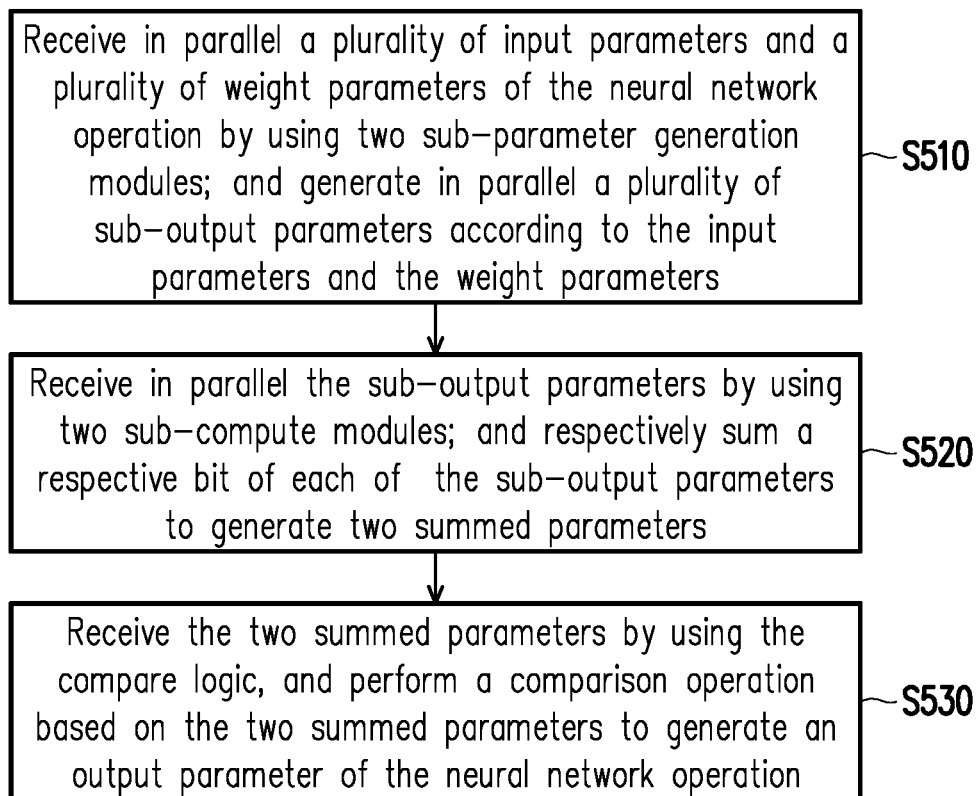 Receive in parallel a plurality of input parameters and a
plurality of weight parameters of the neural network
operation by using two sub-parameter generation
modules; and generate in parallel a plurality of
sub-output parameters according to the input
parameters and the weight parameters
S510
Receive in parallel the sub-output parameters by using
two sub-compute modules; and respectively sum a
respective bit of each of the sub-output parameters
to generate two summed parameters
S520
Receive the two summed parameters by using the
compare logic, and perform a comparison operation
based on the two summed parameters to generate an
output parameter of the neural network operation
S530